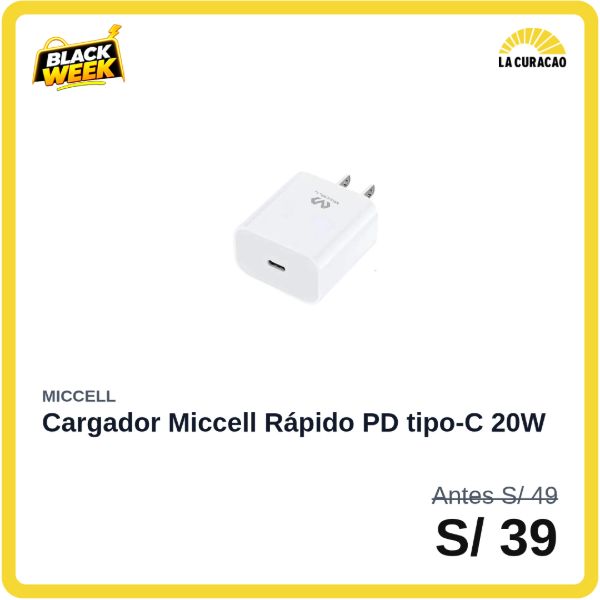 BLACK
WEEK
LA CURACAO
MICCELL
Cargador Miccell Rápido PD tipo-C 20W
Antes S/ 49
S/ 39